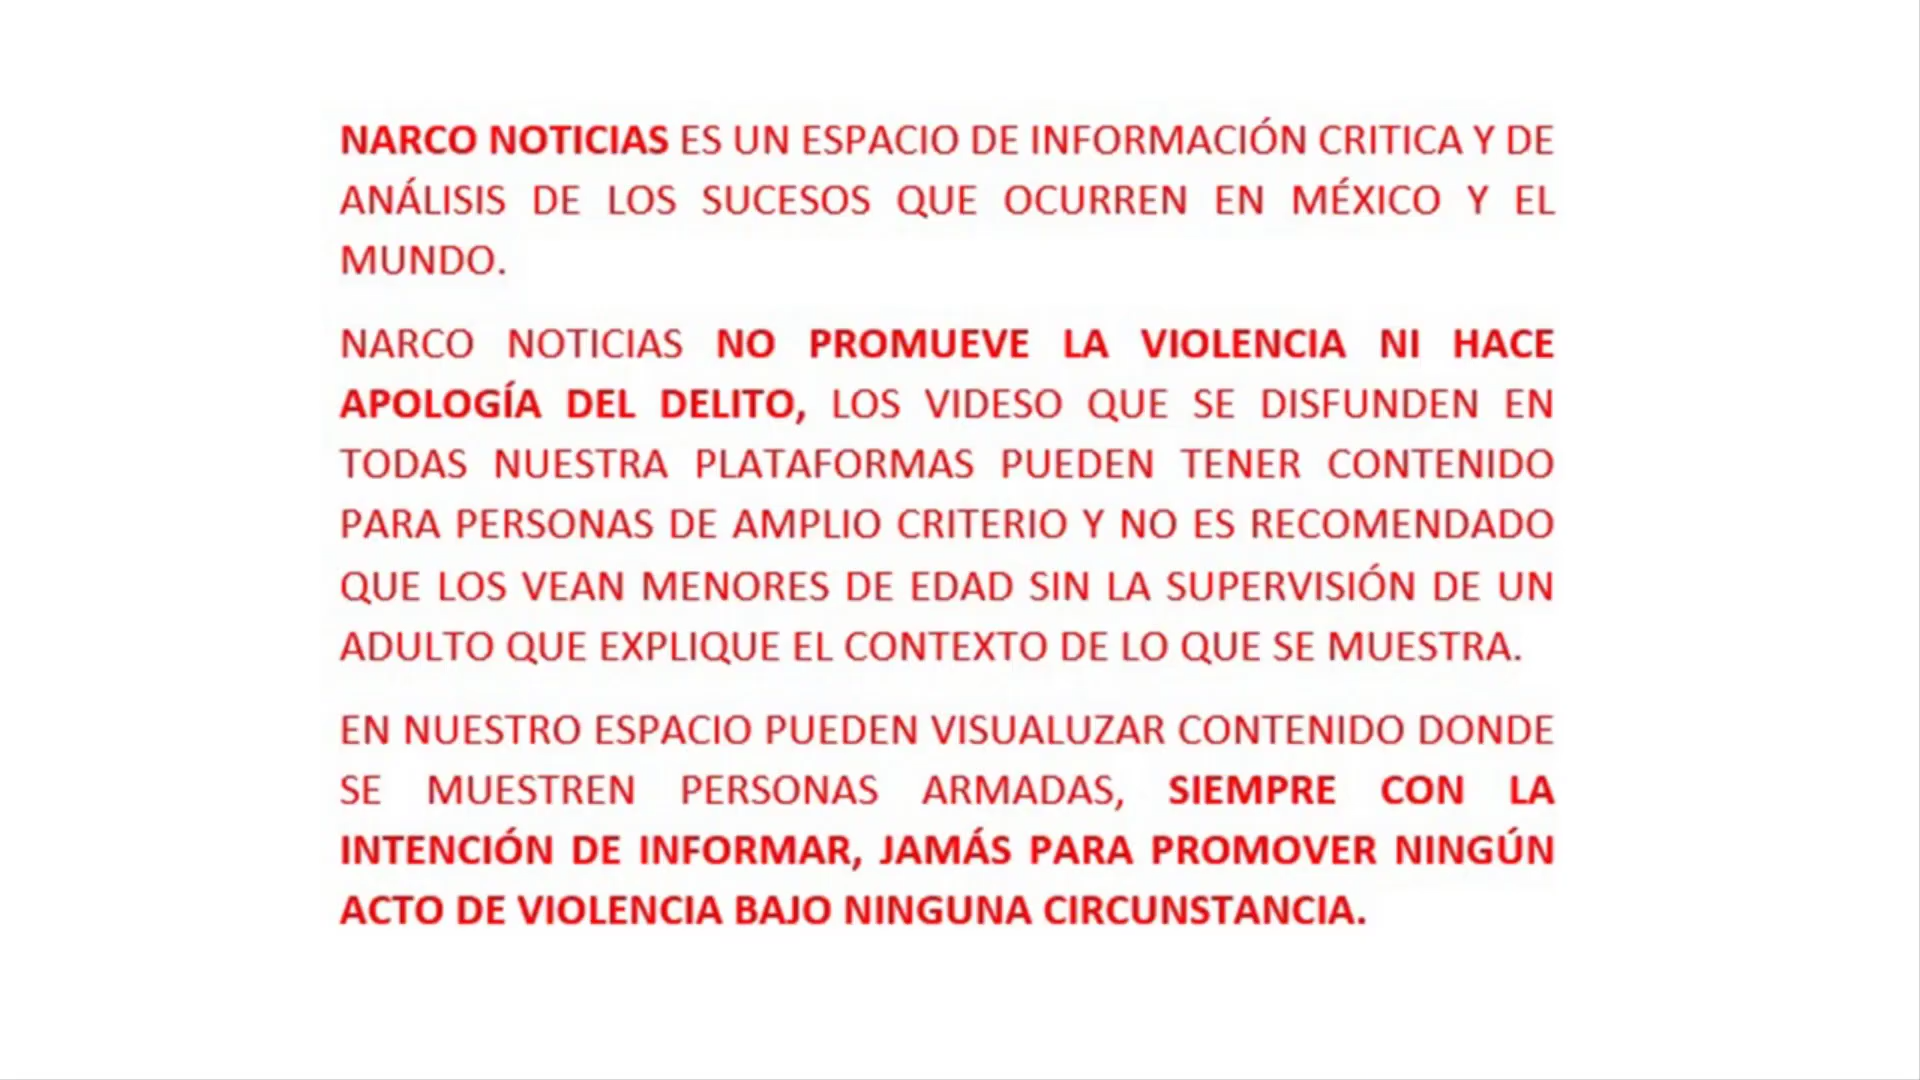 NARCO NOTICIAS ES UN ESPACIO DE INFORMACIÓN CRITICA Y DE
ANÁLISIS DE LOS SUCESOS QUE OCURREN EN MÉXICO Y EL
MUNDO.
NARCO NOTICIAS NO PROMUEVE LA VIOLENCIA NI HACE
APOLOGÍA DEL DELITO, LOS VIDESO QUE SE DISFUNDEN EN
TODAS NUESTRA PLATAFORMAS PUEDEN TENER CONTENIDO
PARA PERSONAS DE AMPLIO CRITERIO Y NO ES RECOMENDADO
QUE LOS VEAN MENORES DE EDAD SIN LA SUPERVISIÓN DE UN
ADULTO QUE EXPLIQUE EL CONTEXTO DE LO QUE SE MUESTRA.
EN NUESTRO ESPACIO PUEDEN VISUALUZAR CONTENIDO DONDE
SE MUESTREN PERSONAS ARMADAS, SIEMPRE CON LA
INTENCIÓN DE INFORMAR, JAMÁS PARA PROMOVER NINGÚN
ACTO DE VIOLENCIA BAJO NINGUNA CIRCUNSTANCIA.